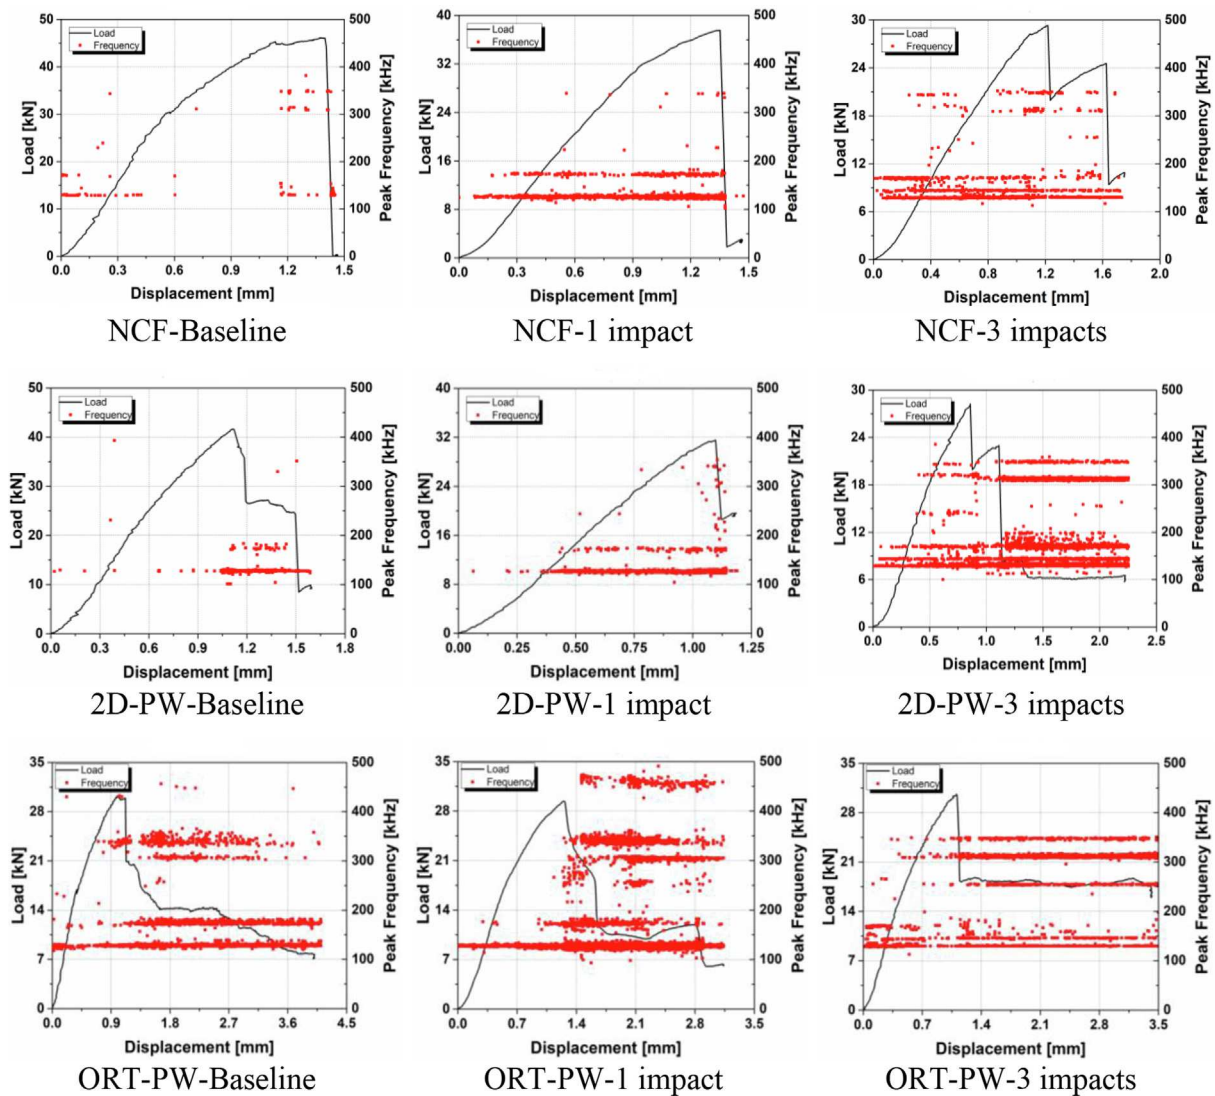 Load [kN]
50
40
30
20
10
0
Load
Frequency
500
400
300
200
100
0
Peak Frequency [kHz]
0.0 0.3 0.6 0.9 1.2 1.5
Displacement [mm]
NCF-Baseline
Load [kN]
40
32
24
16
8
0
Load
Frequency
500
400
300
200
100
0
Peak Frequency [kHz]
0.0 0.3 0.6 0.9 1.2 1.5
Displacement [mm]
NCF-1 impact
Load [kN]
30
24
18
12
6
0
Load
Frequency
500
400
300
200
100
0
Peak Frequency [kHz]
0.0 0.4 0.8 1.2 1.6 2.0
Displacement [mm]
NCF-3 impacts
Load [kN]
50
40
30
20
10
0
Load
Frequency
500
400
300
200
100
0
Peak Frequency [kHz]
0.0 0.3 0.6 0.9 1.2 1.5 1.8
Displacement [mm]
2D-PW-Baseline
Load [kN]
40
32
24
16
8
0
Load
Frequency
500
400
300
200
100
0
Peak Frequency [kHz]
0.00 0.25 0.50 0.75 1.00 1.25
Displacement [mm]
2D-PW-1 impact
Load [kN]
30
24
18
12
6
0
Load
Frequency
500
400
300
200
100
0
Peak Frequency [kHz]
0.0 0.5 1.0 1.5 2.0 2.5
Displacement [mm]
2D-PW-3 impacts
Load [kN]
35
28
21
14
7
0
Load
Frequency
500
400
300
200
100
0
Peak Frequency [kHz]
0.0 0.9 1.8 2.7 3.6 4.5
Displacement [mm]
ORT-PW-Baseline
Load [kN]
35
28
21
14
7
0
Load
Frequency
500
400
300
200
100
0
Peak Frequency [kHz]
0.0 0.7 1.4 2.1 2.8 3.5
Displacement [mm]
ORT-PW-1 impact
Load [kN]
35
28
21
14
7
0
Load
Frequency
500
400
300
200
100
0
Peak Frequency [kHz]
0.0 0.7 1.4 2.1 2.8 3.5
Displacement [mm]
ORT-PW-3 impacts